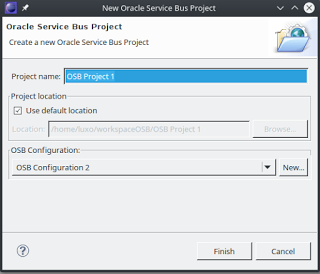 New Oracle Service Bus Project
Oracle Service Bus Project
Create a new Oracle Service Bus Project
Project name: OSB Project 1
Project location
Use default location
Location: /home/luxo/workspaceOSB/OSB Project 1 Browse...
OSB Configuration:
OSB Configuration 2 New...
? Finish Cancel